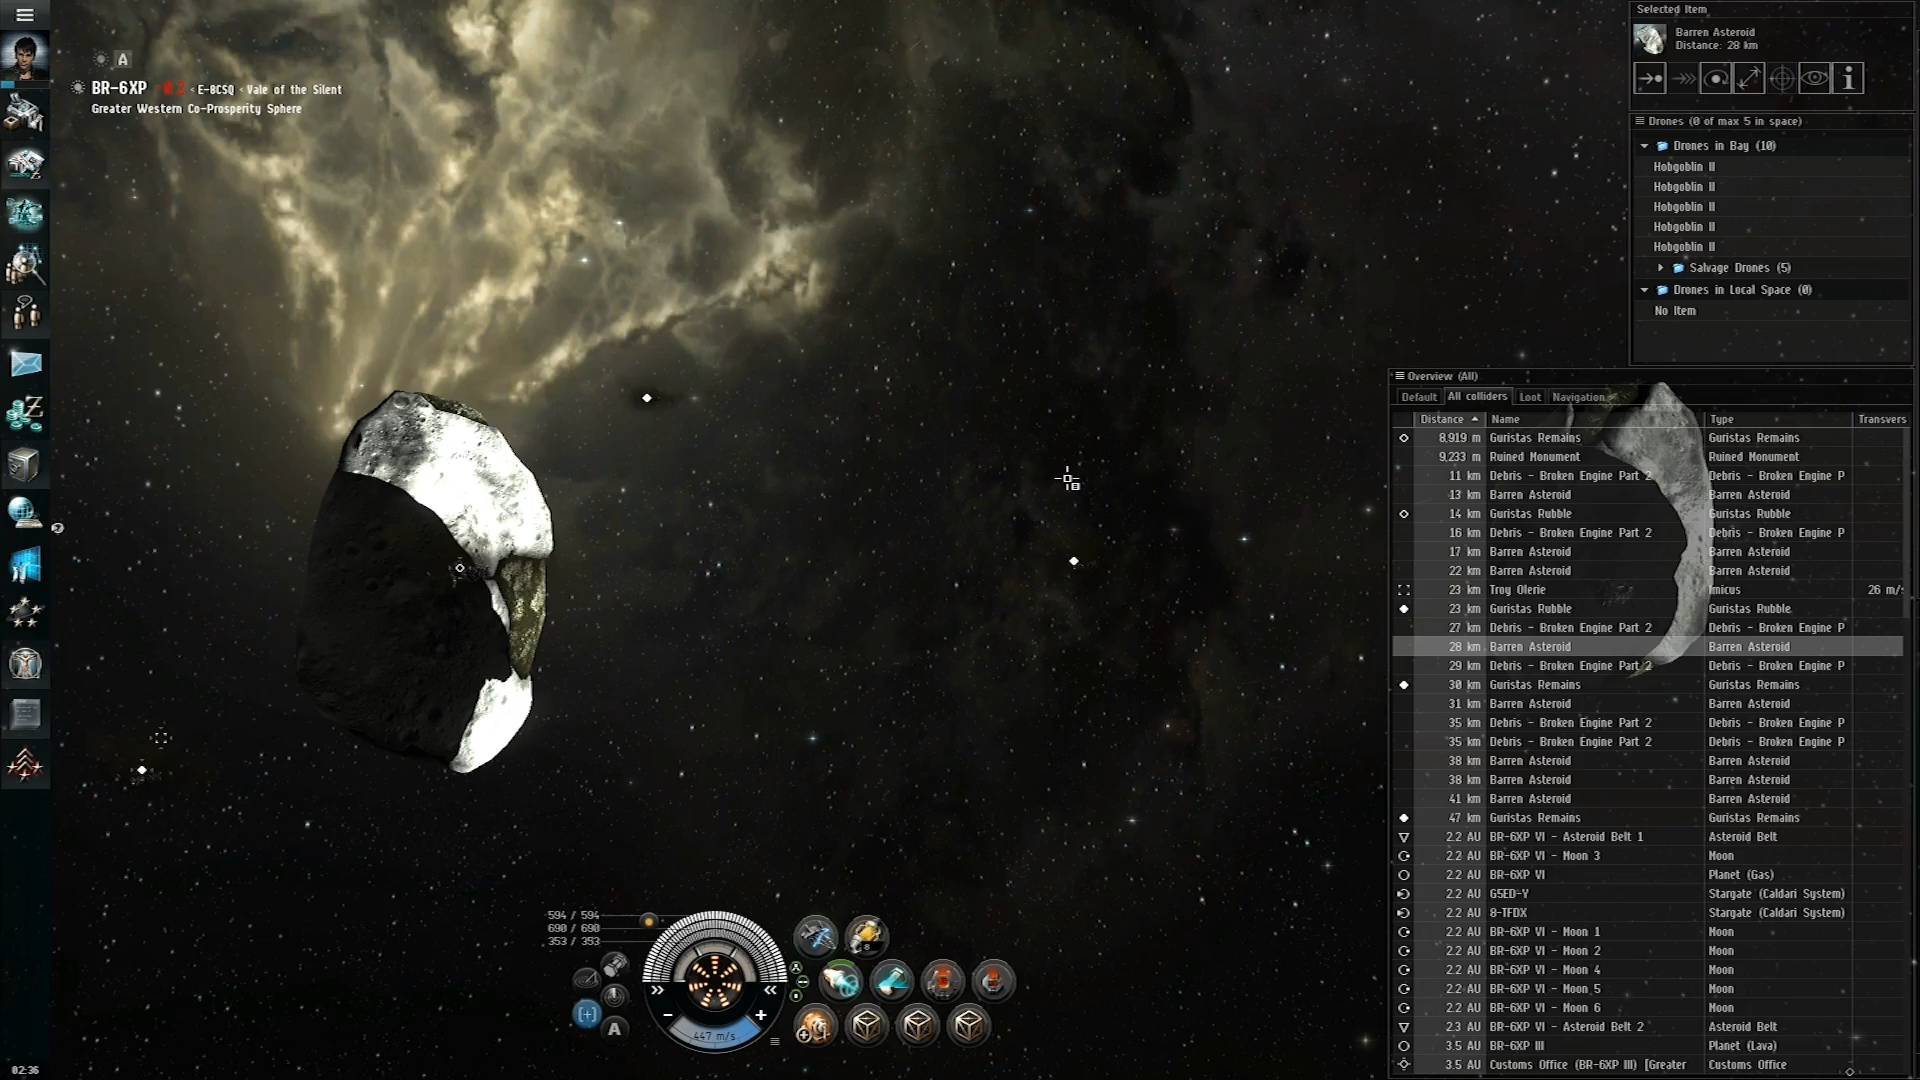 A
BR-6XP -0.2 < E-8CSQ < Vale of the Silent
Greater Western Co-Prosperity Sphere
Selected Item
Barren Asteroid
Distance: 28 km
Drones (0 of max 5 in space)
Drones in Bay (10)
Hobgoblin II
Hobgoblin II
Hobgoblin II
Hobgoblin II
Hobgoblin II
Salvage Drones (5)
Drones in Local Space (0)
No Item
Overview (All)
Default All colliders Loot Navigation
Distance Name Type Transvers
8,919 m Guristas Remains Guristas Remains
9,233 m Ruined Monument Ruined Monument
11 km Debris - Broken Engine Part 2 Debris - Broken Engine P
13 km Barren Asteroid Barren Asteroid
14 km Guristas Rubble Guristas Rubble
16 km Debris - Broken Engine Part 2 Debris - Broken Engine P
17 km Barren Asteroid Barren Asteroid
22 km Barren Asteroid Barren Asteroid
23 km Troy Olerie Imicus 26 m/s
23 km Guristas Rubble Guristas Rubble
27 km Debris - Broken Engine Part 2 Debris - Broken Engine P
28 km Barren Asteroid Barren Asteroid
29 km Debris - Broken Engine Part 2 Debris - Broken Engine P
30 km Guristas Remains Guristas Remains
31 km Barren Asteroid Barren Asteroid
35 km Debris - Broken Engine Part 2 Debris - Broken Engine P
35 km Debris - Broken Engine Part 2 Debris - Broken Engine P
38 km Barren Asteroid Barren Asteroid
38 km Barren Asteroid Barren Asteroid
41 km Barren Asteroid Barren Asteroid
47 km Guristas Remains Guristas Remains
2.2 AU BR-6XP VI - Asteroid Belt 1 Asteroid Belt
2.2 AU BR-6XP VI - Moon 3 Moon
2.2 AU BR-6XP VI Planet (Gas)
2.2 AU G5ED-Y Stargate (Caldari System)
2.2 AU 8-TFDX Stargate (Caldari System)
2.2 AU BR-6XP VI - Moon 1 Moon
2.2 AU BR-6XP VI - Moon 2 Moon
2.2 AU BR-6XP VI - Moon 4 Moon
2.2 AU BR-6XP VI - Moon 5 Moon
2.2 AU BR-6XP VI - Moon 6 Moon
2.3 AU BR-6XP VI - Asteroid Belt 2 Asteroid Belt
3.5 AU BR-6XP III Planet (Lava)
3.5 AU Customs Office (BR-6XP III) [Greater Customs Office
594 / 594
690 / 690
353 / 353
8
A
447 m/s
02:36